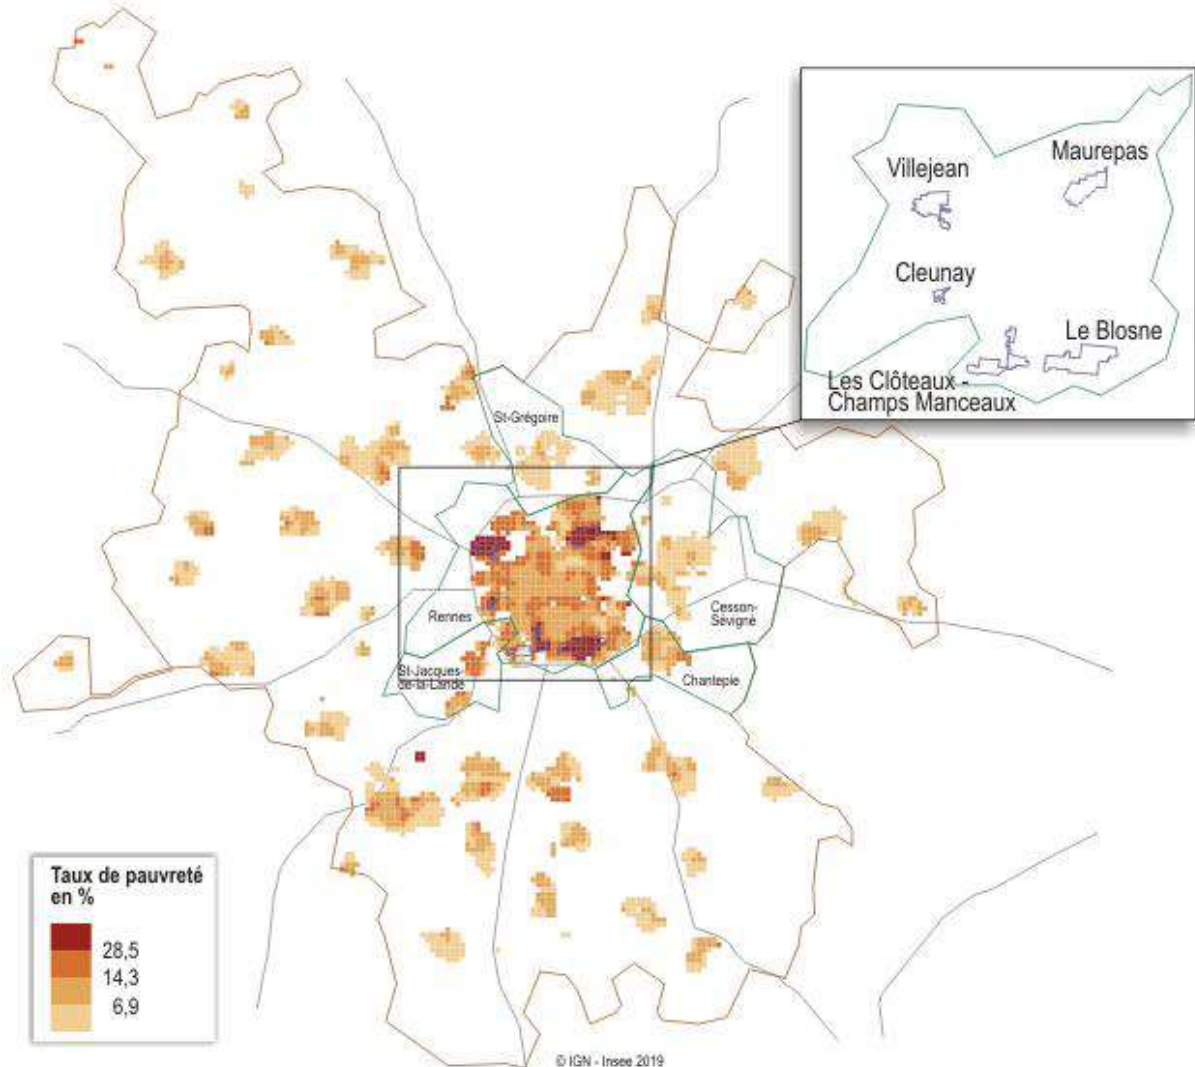 Villejean
Maurepas
Cleunay
Le Blosne
Les Clôteaux -
Champs Manceaux
St-Grégoire
Rennes
Cesson-
Sévigné
St-Jacques-
de-la-Lande
Chantepie
Taux de pauvreté
en %
28,5
14,3
6,9
© IGN - Insee 2019